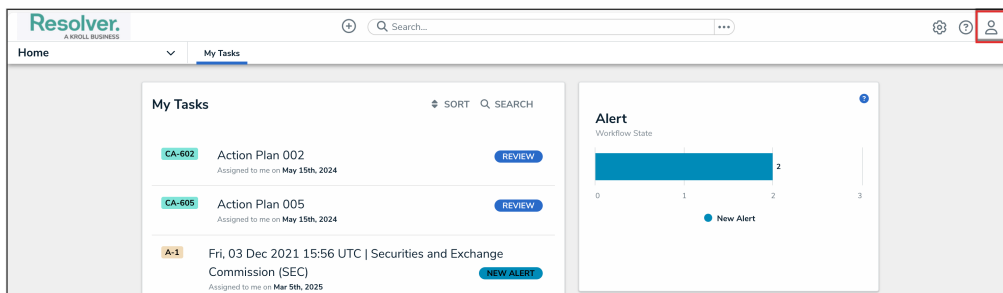 Resolver.
A KROLL BUSINESS
Search...
Home
My Tasks
My Tasks
SORT
SEARCH
CA-602
Action Plan 002
REVIEW
Assigned to me on May 15th, 2024
CA-605
Action Plan 005
REVIEW
Assigned to me on May 15th, 2024
A-1
Fri, 03 Dec 2021 15:56 UTC | Securities and Exchange
Commission (SEC)
NEW ALERT
Assigned to me on Mar 5th, 2025
?
Alert
Workflow State
2
0 1 2 3
New Alert